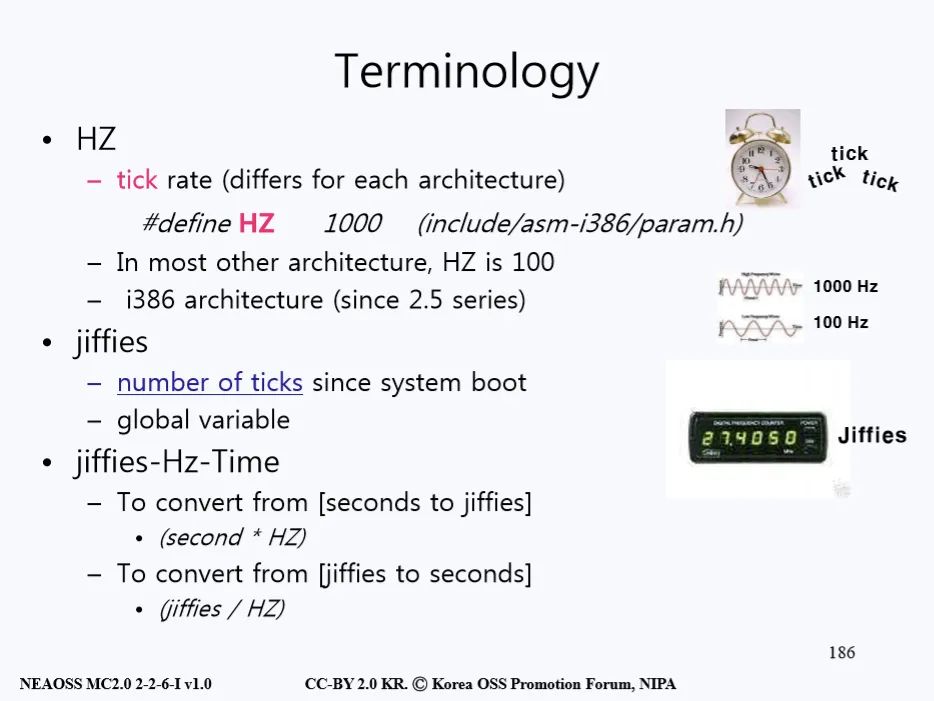 Terminology
• HZ
– tick rate (differs for each architecture)
#define HZ 1000 (include/asm-i386/param.h)
– In most other architecture, HZ is 100
– i386 architecture (since 2.5 series)
• jiffies
– number of ticks since system boot
– global variable
• jiffies-Hz-Time
– To convert from [seconds to jiffies]
• (second * HZ)
– To convert from [jiffies to seconds]
• (jiffies / HZ)
tick
tick tick
1000 Hz
100 Hz
DIGITAL FREQUENCY COUNTER POWER
27.4050
Jiffies
186
NEAOSS MC2.0 2-2-6-I v1.0 CC-BY 2.0 KR. Ⓒ Korea OSS Promotion Forum, NIPA